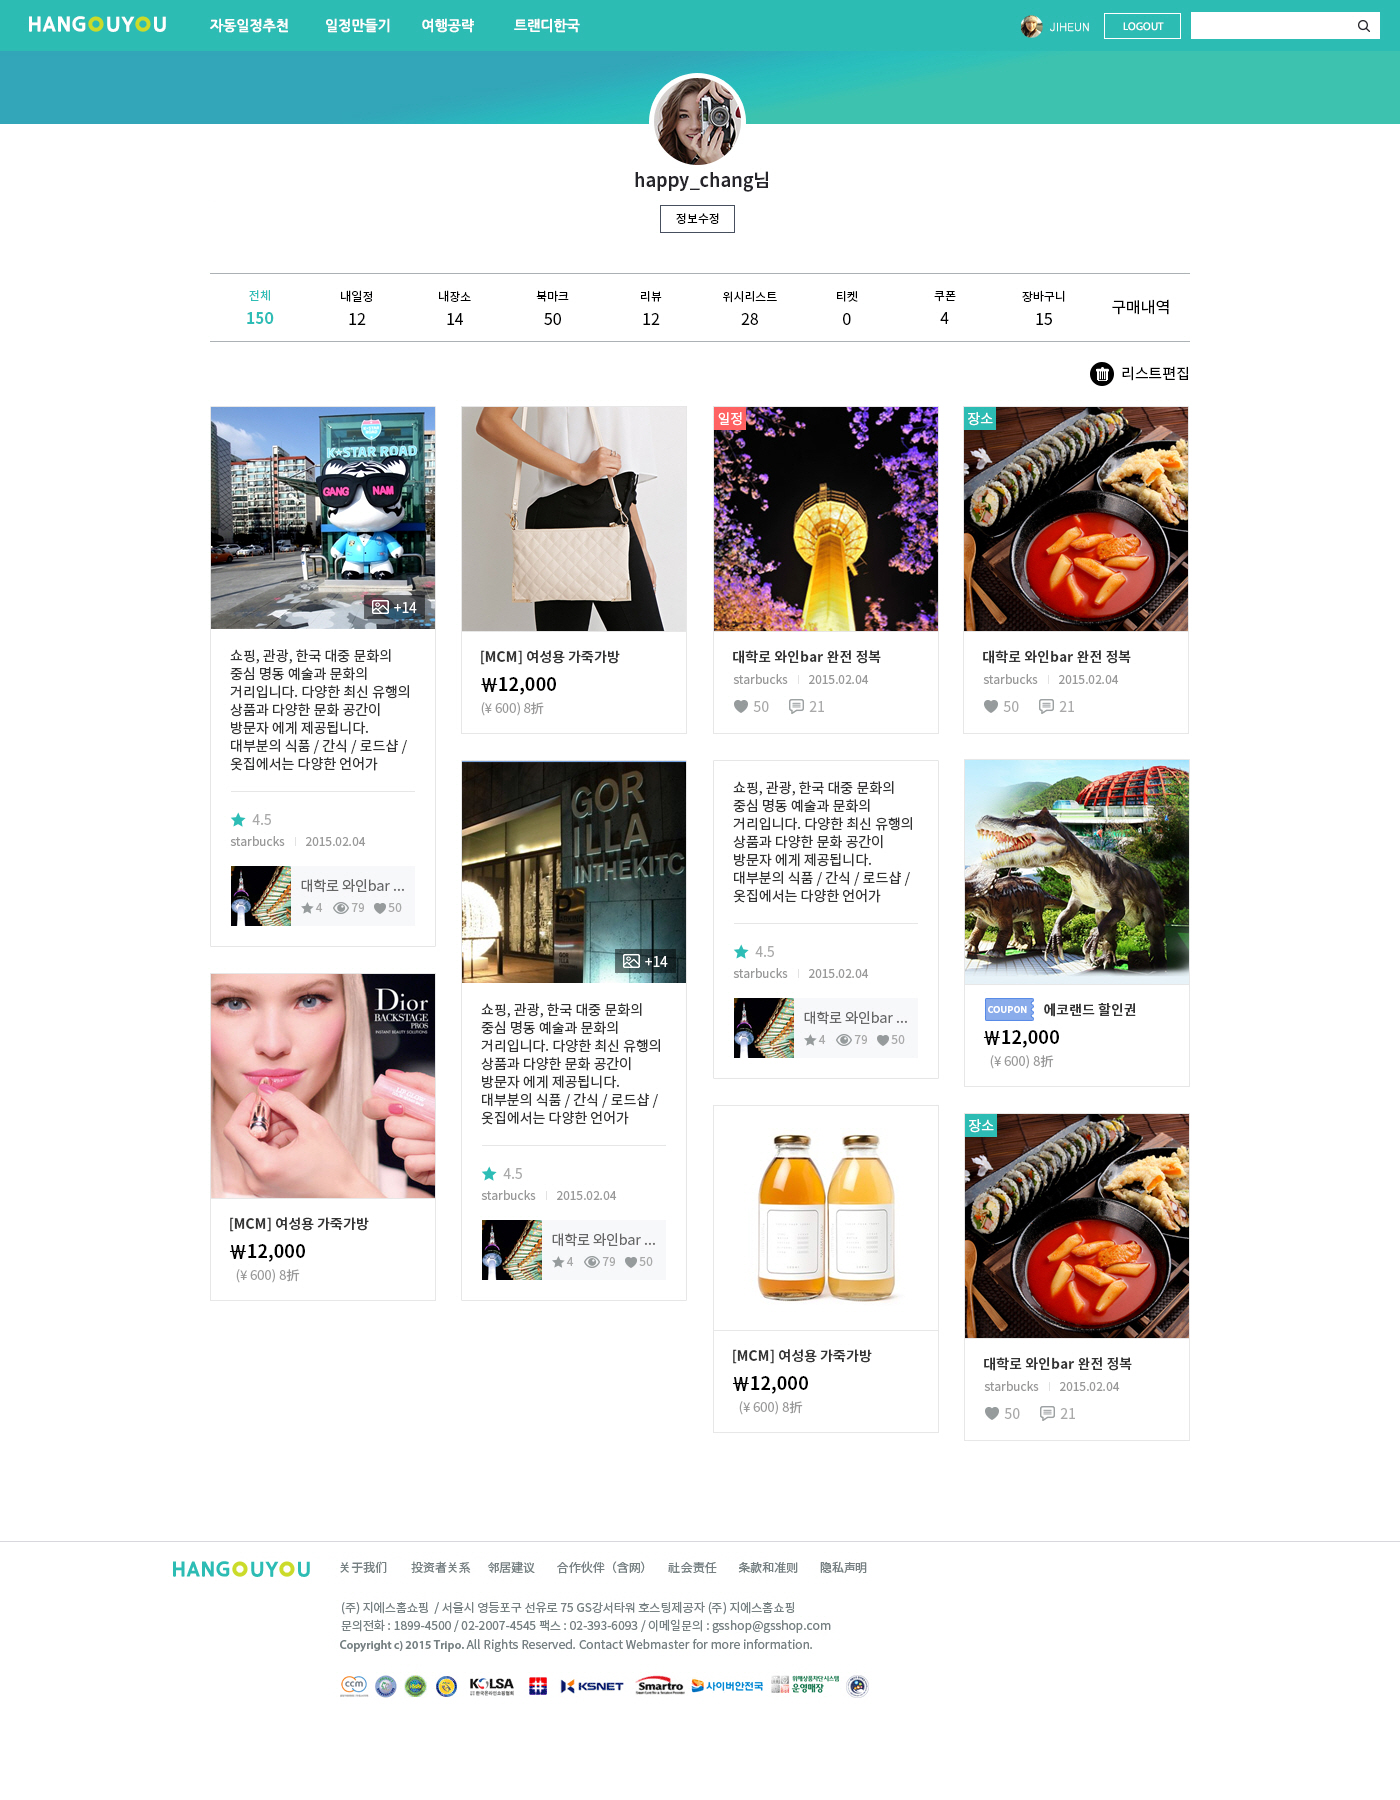 HANGOUYOU
자동일정추천
일정만들기
여행공략
트랜디한국
JIHEUN
LOGOUT
happy_chang님
정보수정
전체
150
내일정
12
내장소
14
북마크
50
리뷰
12
위시리스트
28
티켓
0
쿠폰
4
장바구니
15
구매내역
리스트편집
K★STAR ROAD
GANG NAM
+14
쇼핑, 관광, 한국 대중 문화의
중심 명동 예술과 문화의
거리입니다. 다양한 최신 유행의
상품과 다양한 문화 공간이
방문자 에게 제공됩니다.
대부분의 식품 / 간식 / 로드샵 /
옷집에서는 다양한 언어가
4.5
starbucks 2015.02.04
대학로 와인bar ...
4 79 50
Dior
BACKSTAGE
PROS
INSTANT BEAUTY SOLUTIONS
[MCM] 여성용 가죽가방
₩12,000
(¥ 600) 8折
[MCM] 여성용 가죽가방
₩12,000
(¥ 600) 8折
GOR
ILLA
INTHEKITC
+14
쇼핑, 관광, 한국 대중 문화의
중심 명동 예술과 문화의
거리입니다. 다양한 최신 유행의
상품과 다양한 문화 공간이
방문자 에게 제공됩니다.
대부분의 식품 / 간식 / 로드샵 /
옷집에서는 다양한 언어가
4.5
starbucks 2015.02.04
대학로 와인bar ...
4 79 50
일정
대학로 와인bar 완전 정복
starbucks 2015.02.04
50 21
쇼핑, 관광, 한국 대중 문화의
중심 명동 예술과 문화의
거리입니다. 다양한 최신 유행의
상품과 다양한 문화 공간이
방문자 에게 제공됩니다.
대부분의 식품 / 간식 / 로드샵 /
옷집에서는 다양한 언어가
4.5
starbucks 2015.02.04
대학로 와인bar ...
4 79 50
[MCM] 여성용 가죽가방
₩12,000
(¥ 600) 8折
장소
대학로 와인bar 완전 정복
starbucks 2015.02.04
50 21
COUPON 에코랜드 할인권
₩12,000
(¥ 600) 8折
장소
대학로 와인bar 완전 정복
starbucks 2015.02.04
50 21
HANGOUYOU
关于我们 投资者关系 邻居建议 合作伙伴（含网） 社会责任 条款和准则 隐私声明
(주) 지에스홈쇼핑 / 서울시 영등포구 선유로 75 GS강서타워 호스팅제공자 (주) 지에스홈쇼핑
문의전화 : 1899-4500 / 02-2007-4545 팩스 : 02-393-6093 / 이메일문의 : gsshop@gsshop.com
Copyright c) 2015 Tripo. All Rights Reserved. Contact Webmaster for more information.
ccm
KOLSA
한국온라인쇼핑협회
KSNET
Smartro
사이버안전국
위해상품차단시스템
운영매장